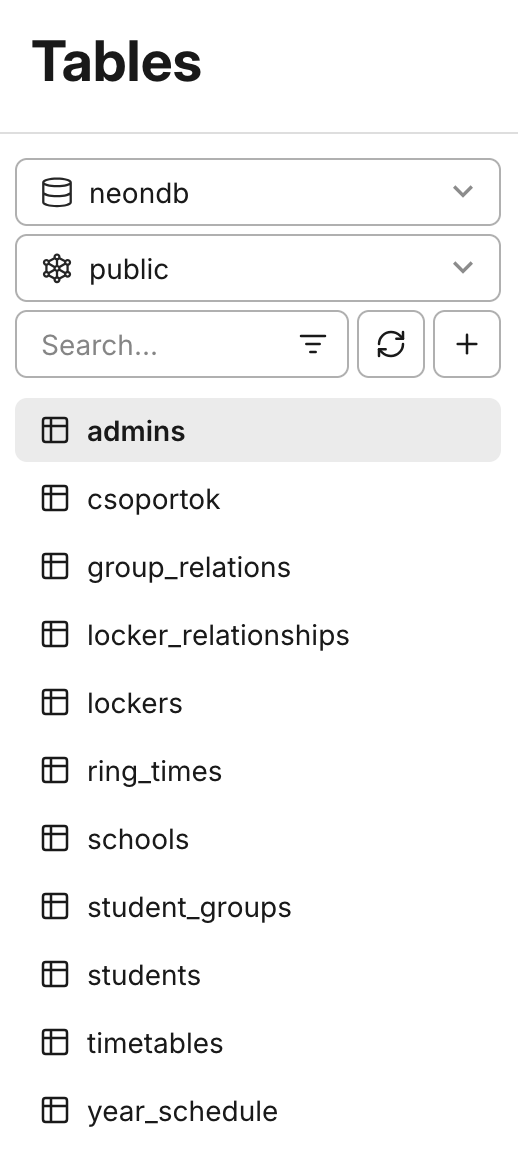 Tables
neondb
public
Search...
admins
csoportok
group_relations
locker_relationships
lockers
ring_times
schools
student_groups
students
timetables
year_schedule